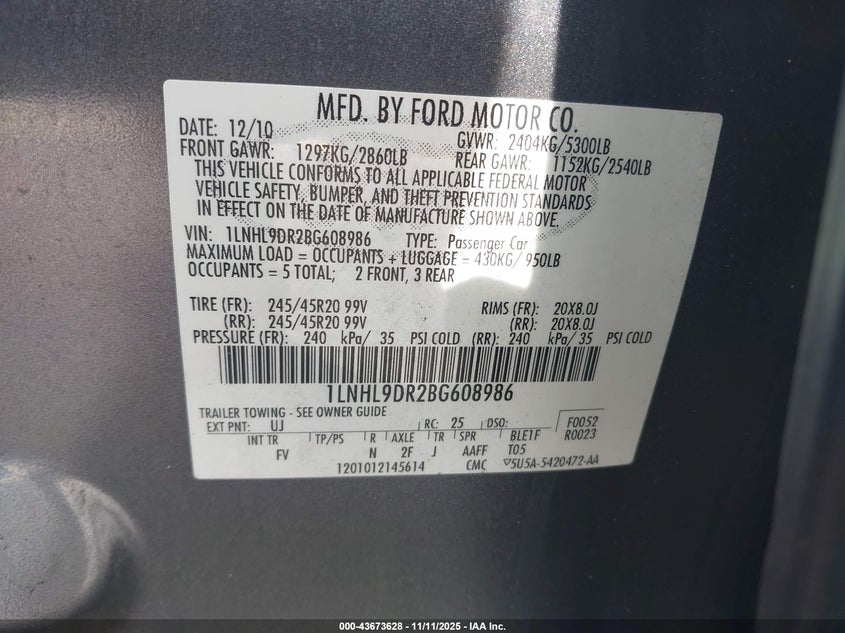 MFD. BY FORD MOTOR CO.
DATE: 12/10 GVWR: 2404KG/5300LB
FRONT GAWR: 1297KG/2860LB REAR GAWR: 1152KG/2540LB
THIS VEHICLE CONFORMS TO ALL APPLICABLE FEDERAL MOTOR
VEHICLE SAFETY, BUMPER, AND THEFT PREVENTION STANDARDS
IN EFFECT ON THE DATE OF MANUFACTURE SHOWN ABOVE.
VIN: 1LNHL9DR2BG608986 TYPE: Passenger Car
MAXIMUM LOAD = OCCUPANTS + LUGGAGE = 430KG/ 950LB
OCCUPANTS = 5 TOTAL; 2 FRONT, 3 REAR
TIRE (FR): 245/45R20 99V RIMS (FR): 20X8.0J
(RR): 245/45R20 99V (RR): 20X8.0J
PRESSURE (FR): 240 kPa/ 35 PSI COLD (RR): 240 kPa/ 35 PSI COLD
1LNHL9DR2BG608986
TRAILER TOWING - SEE OWNER GUIDE
EXT PNT: UJ RC: 25 DSO: F0052
INT TR TP/PS R AXLE TR SPR BLE1F R0023
FV N 2F J AAFF T05
1201012145614 CMC 5U5A-5420472-AA
000-43673628 - 11/11/2025 - IAA Inc.